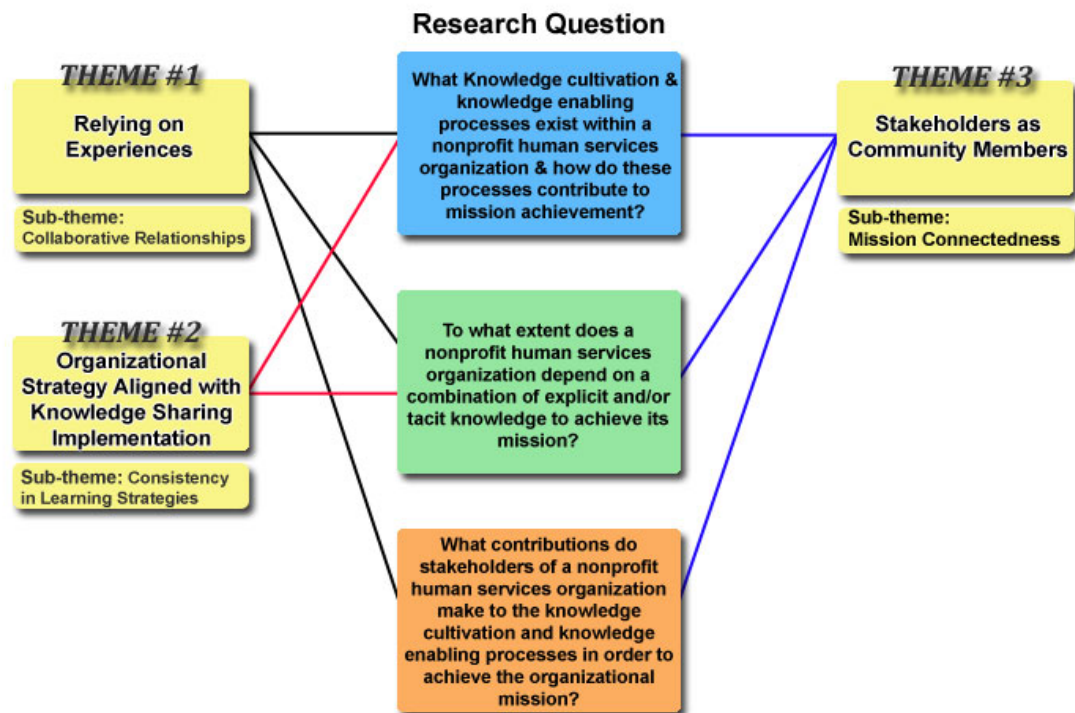 Research Question
THEME #1
Relying on
Experiences
Sub-theme:
Collaborative Relationships
THEME #2
Organizational
Strategy Aligned with
Knowledge Sharing
Implementation
Sub-theme: Consistency
in Learning Strategies
What Knowledge cultivation &
knowledge enabling
processes exist within a
nonprofit human services
organization & how do these
processes contribute to
mission achievement?
To what extent does a
nonprofit human services
organization depend on a
combination of explicit and/or
tacit knowledge to achieve its
mission?
What contributions do
stakeholders of a nonprofit
human services organization
make to the knowledge
cultivation and knowledge
enabling processes in order to
achieve the organizational
mission?
THEME #3
Stakeholders as
Community Members
Sub-theme:
Mission Connectedness